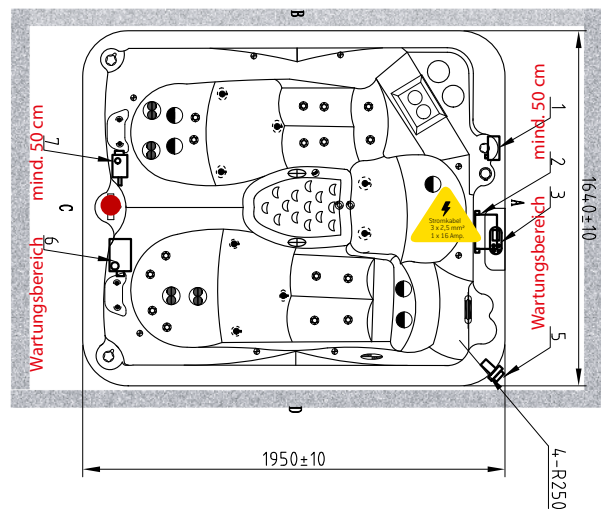 B
mind. 50 cm
7
C
Wartungsbereich
6
1
mind. 50 cm
2
3
A
Wartungsbereich
5
1640±10
Stromkabel
3 x 2,5 mm²
1 x 16 Amp.
D
1950±10
4-R250